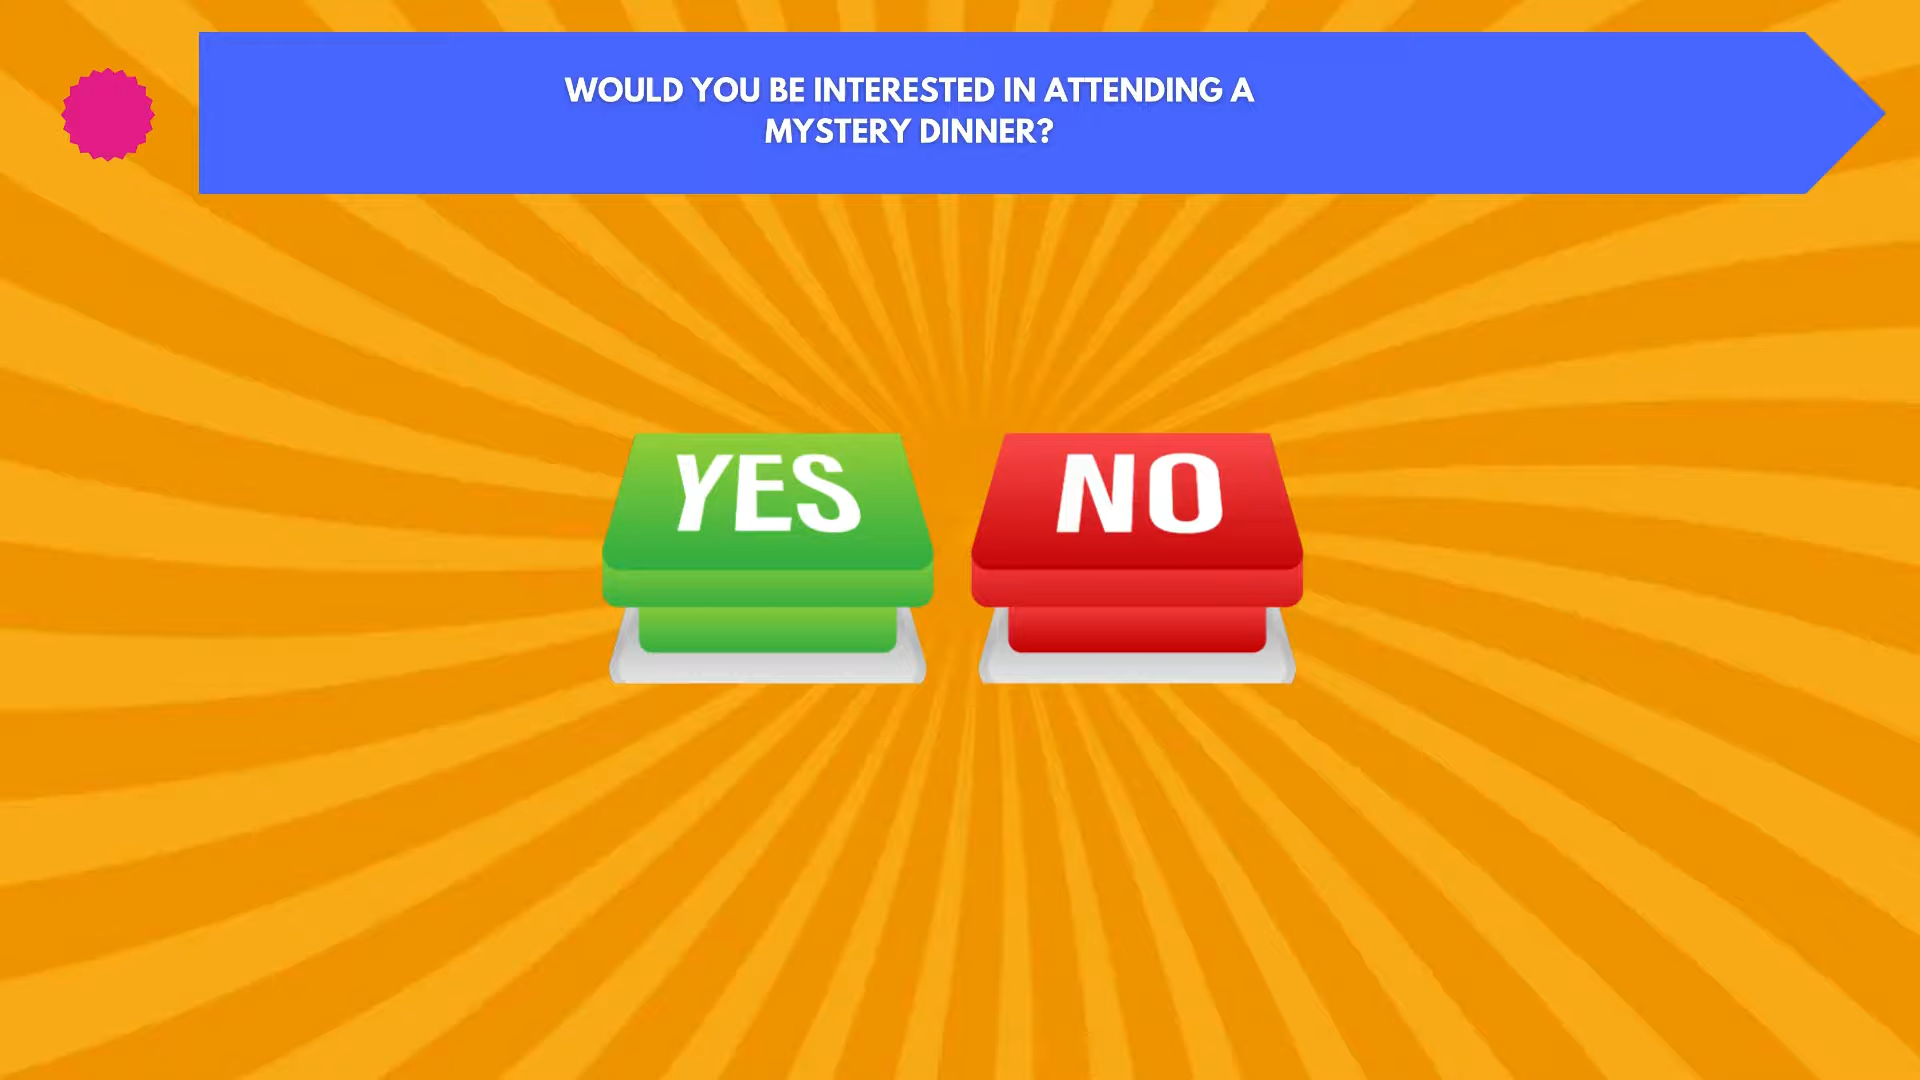 WOULD YOU BE INTERESTED IN ATTENDING A
MYSTERY DINNER?
YES
NO